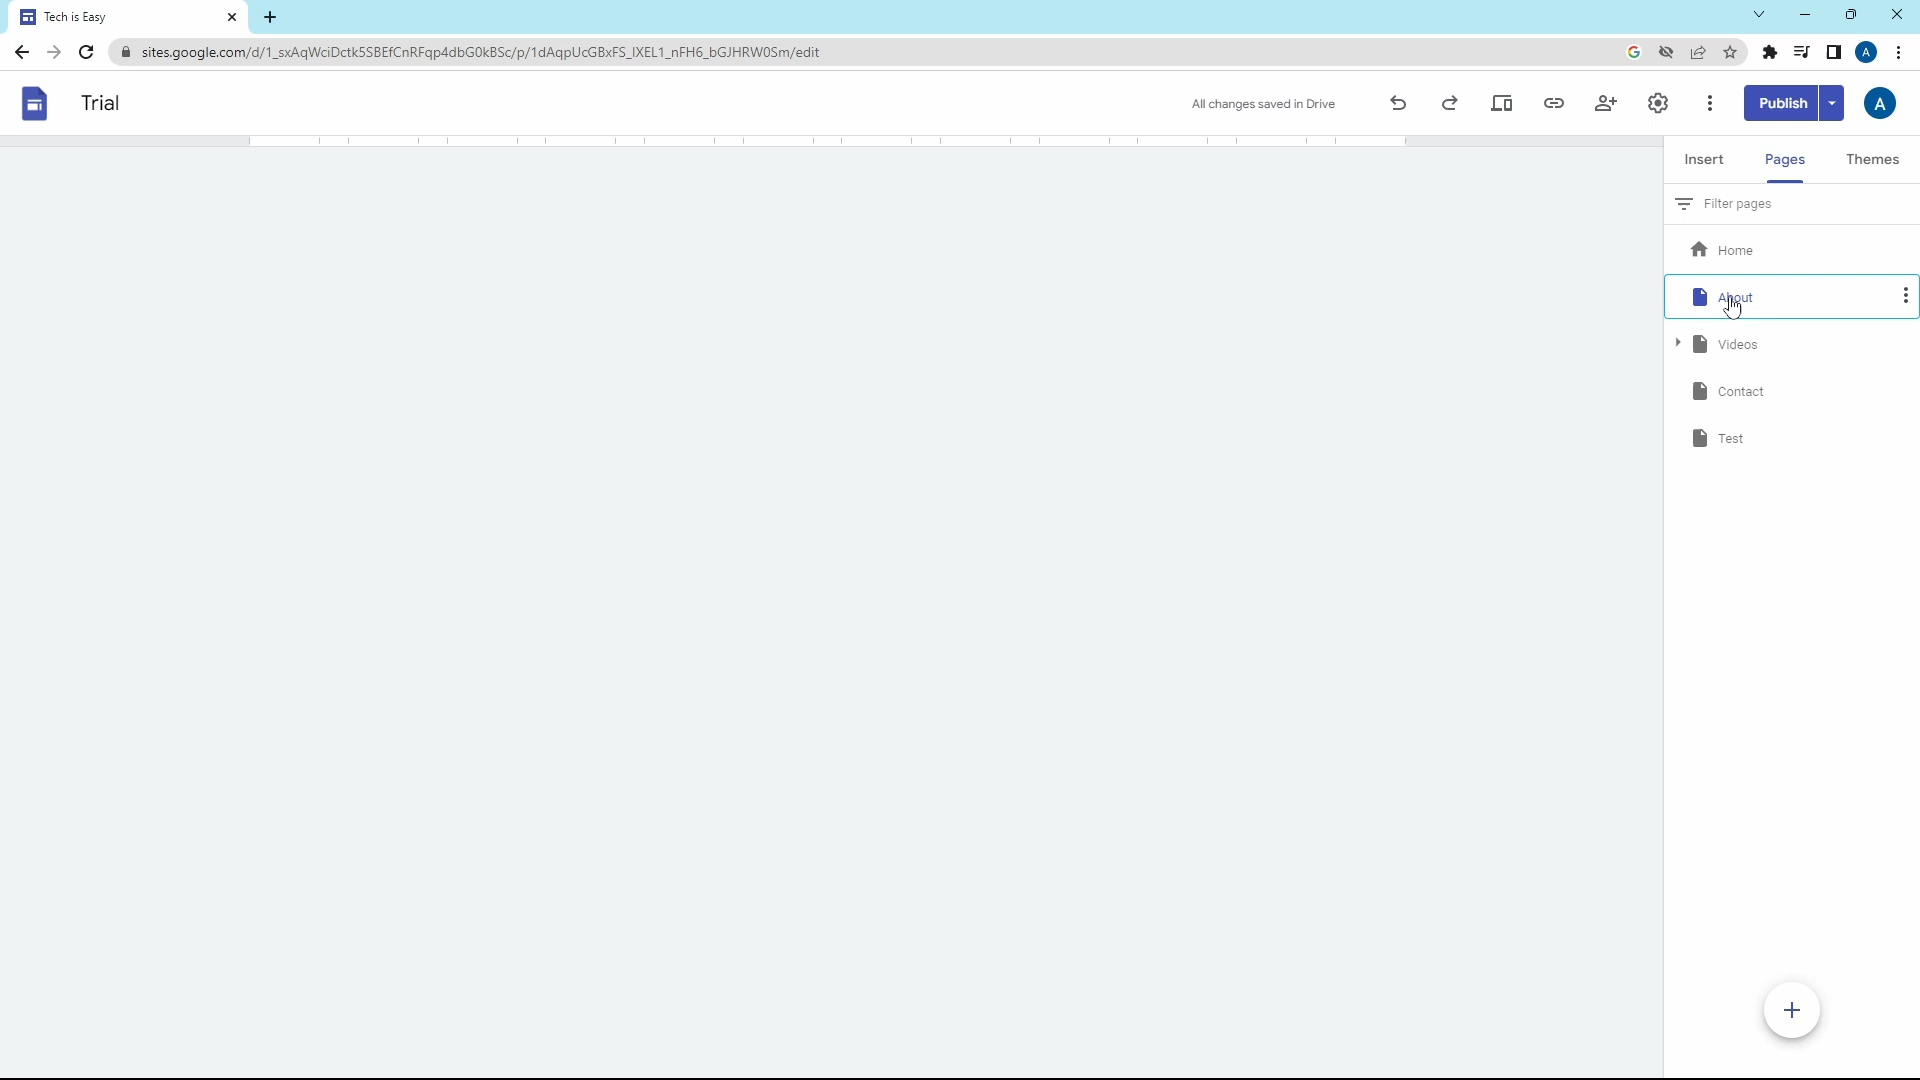 Tech is Easy
sites.google.com/d/1_sxAqWciDctk5SBEfCnRFqp4dbG0kBSc/p/1dAqpUcGBxFS_IXEL1_nFH6_bGJHRW0Sm/edit
A
Trial
All changes saved in Drive
Publish
A
Insert
Pages
Themes
Filter pages
Home
About
Videos
Contact
Test